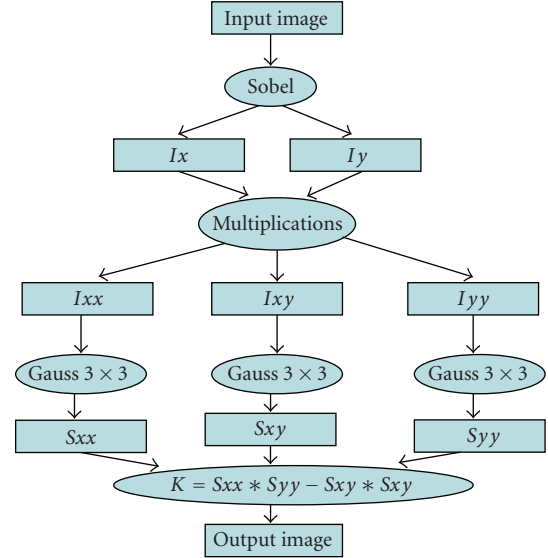 Input image
Sobel
Ix
Iy
Multiplications
Ixx
Ixy
Iyy
Gauss 3 × 3
Gauss 3 × 3
Gauss 3 × 3
Sxx
Sxy
Syy
K = Sxx ∗ Syy − Sxy ∗ Sxy
Output image